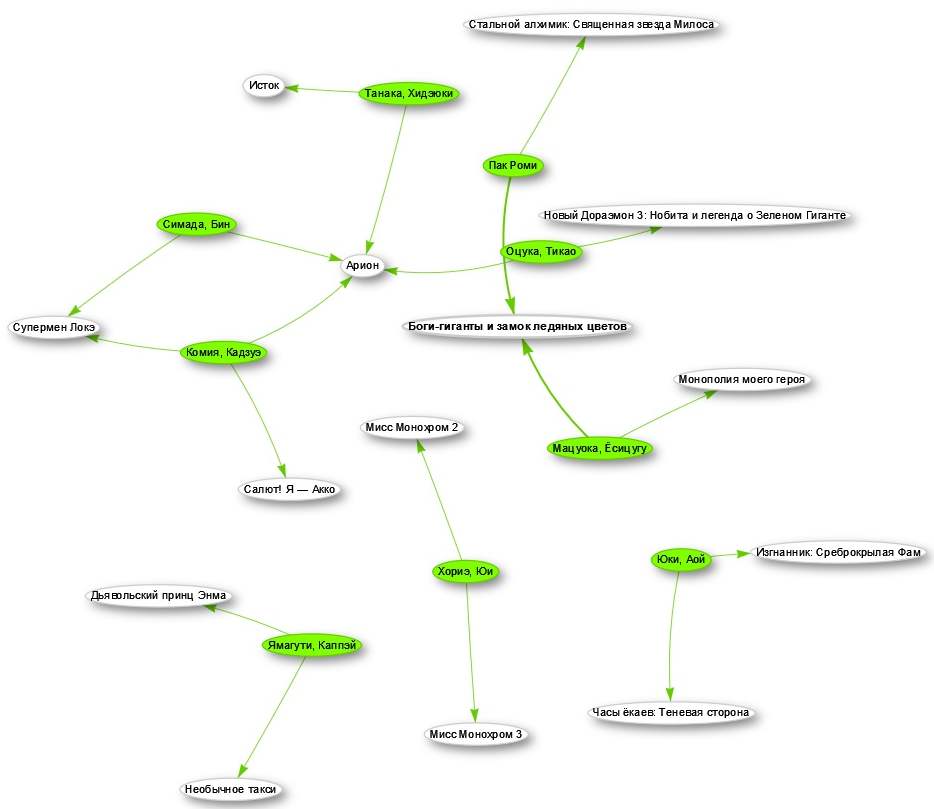 Стальной алхимик: Священная звезда Милоса
Исток
Танака, Хидэюки
Пак Роми
Новый Дораэмон 3: Нобита и легенда о Зеленом Гиганте
Симада, Бин
Оцука, Тикао
Арион
Супермен Локэ
Боги-гиганты и замок ледяных цветов
Комия, Кадзуэ
Монополия моего героя
Мисс Монохром 2
Мацуока, Ёсицугу
Салют! Я — Акко
Изгнанник: Среброкрылая Фам
Юки, Аой
Хориэ, Юи
Дьявольский принц Энма
Ямагути, Каппэй
Часы ёкаев: Теневая сторона
Мисс Монохром 3
Необычное такси